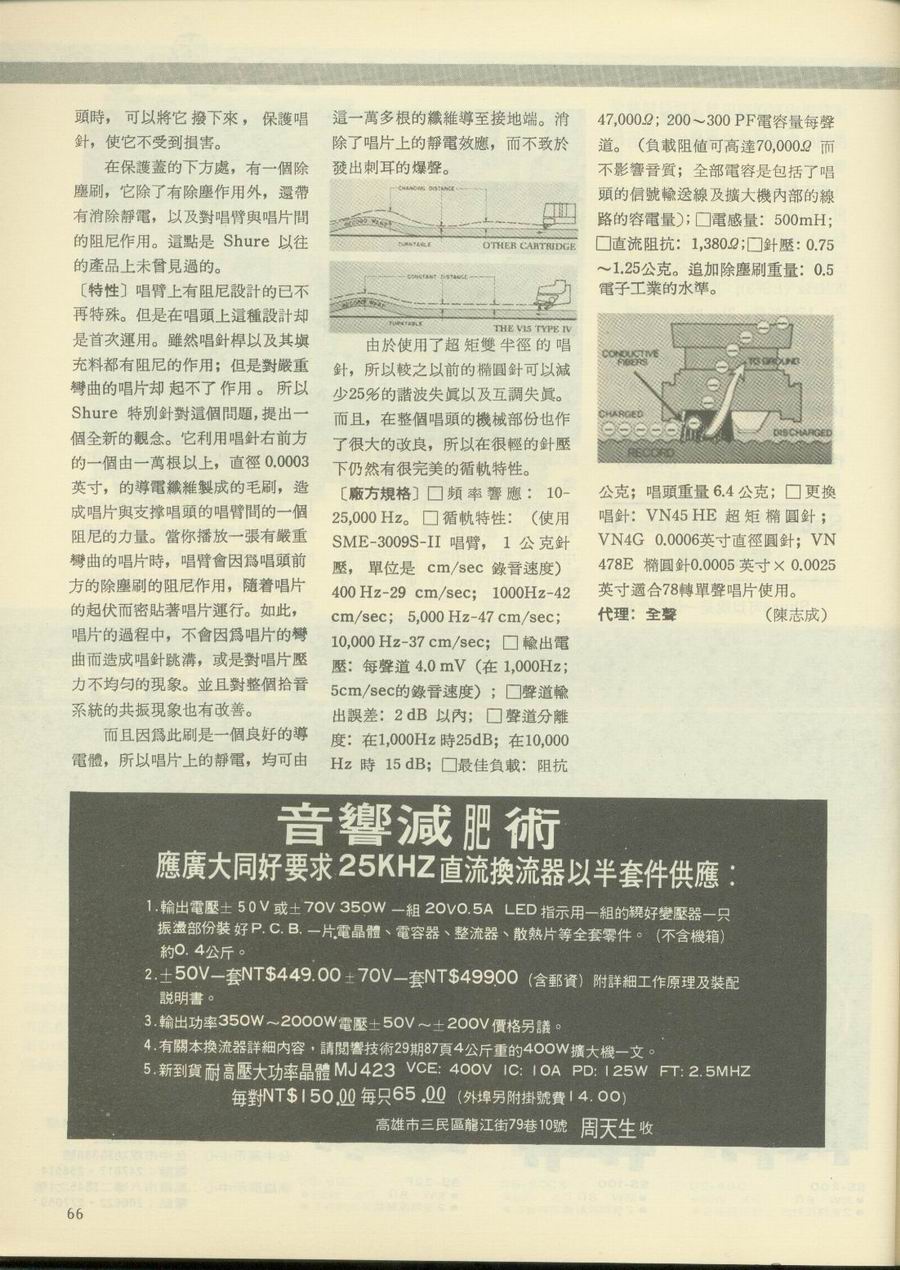 頭時，可以將它撥下來，保護唱
針，使它不受到損害。
在保護蓋的下方處，有一個除
塵刷，它除了有除塵作用外，還帶
有消除靜電，以及對唱臂與唱片間
的阻尼作用。這點是 Shure 以往
的產品上未曾見過的。
〔特性〕唱臂上有阻尼設計的已不
再特殊。但是在唱頭上這種設計却
是首次運用。雖然唱針桿以及其塡
充料都有阻尼的作用；但是對嚴重
彎曲的唱片却起不了作用。所以
Shure 特別針對這個問題，提出一
個全新的觀念。它利用唱針右前方
的一個由一萬根以上，直徑 0.0003
英寸，的導電纖維製成的毛刷，造
成唱片與支撐唱頭的唱臂間的一個
阻尼的力量。當你播放一張有嚴重
彎曲的唱片時，唱臂會因爲唱頭前
方的除塵刷的阻尼作用，隨着唱片
的起伏而密貼著唱片運行。如此，
唱片的過程中，不會因爲唱片的彎
曲而造成唱針跳溝，或是對唱片壓
力不均匀的現象。並且對整個拾音
系統的共振現象也有改善。
而且因爲此刷是一個良好的導
電體，所以唱片上的靜電，均可由
這一萬多根的纖維導至接地端。消
除了唱片上的靜電效應，而不致於
發出刺耳的爆聲。
CHANGING DISTANCE
RECORD WARP
TURNTABLE
OTHER CARTRIDGE
CONSTANT DISTANCE
RECORD WARP
TURNTABLE
THE V15 TYPE IV
由於使用了超矩雙半徑的唱
針，所以較之以前的橢圓針可以減
少25%的諧波失眞以及互調失眞。
而且，在整個唱頭的機械部份也作
了很大的改良，所以在很輕的針壓
下仍然有很完美的循軌特性。
〔廠方規格〕□頻率響應：10-
25,000 Hz。□循軌特性：（使用
SME-3009S-II 唱臂，1 公克針
壓，單位是 cm/sec 錄音速度）
400 Hz-29 cm/sec；1000Hz-42
cm/sec；5,000 Hz-47 cm/sec；
10,000 Hz-37 cm/sec；□輸出電
壓：每聲道 4.0 mV（在 1,000Hz；
5cm/sec的錄音速度）；□聲道輸
出誤差：2 dB 以內；□聲道分離
度：在1,000Hz 時25dB；在10,000
Hz 時 15 dB；□最佳負載：阻抗
47,000Ω；200～300 PF電容量每聲
道。（負載阻値可高達70,000Ω 而
不影響音質；全部電容是包括了唱
頭的信號輸送線及擴大機內部的線
路的容電量）；□電感量：500mH；
□直流阻抗：1,380Ω；□針壓：0.75
～1.25公克。追加除塵刷重量：0.5
電子工業的水準。
CONDUCTIVE
FIBERS
TO GROUND
CHARGED
DISCHARGED
RECORD
公克；唱頭重量 6.4 公克；□更換
唱針：VN45 HE 超矩橢圓針；
VN4G 0.0006英寸直徑圓針；VN
478E 橢圓針0.0005 英寸× 0.0025
英寸適合78轉單聲唱片使用。
代理：全聲 （陳志成）
音響減肥術
應廣大同好要求25KHZ直流換流器以半套件供應：
1.輸出電壓±50V或±70V 350W 一組 20V0.5A LED 指示用一組的繞好變壓器一只
振盪部份裝好P.C.B.一片電晶體、電容器、整流器、散熱片等全套零件。（不含機箱）
約0.4公斤。
2.±50V一套NT$449.00±70V一套NT$49900（含郵資）附詳細工作原理及裝配
說明書。
3.輸出功率350W～2000W電壓±50V～±200V價格另議。
4.有關本換流器詳細內容，請閱響技術29期87頁4公斤重的400W擴大機一文。
5.新到貨耐高壓大功率晶體MJ423 VCE: 400V IC: 10A PD: 125W FT: 2.5MHZ
每對NT$150.00 每只65.00（外埠另附掛號費14.00）
高雄市三民區龍江街79巷10號 周天生收
66